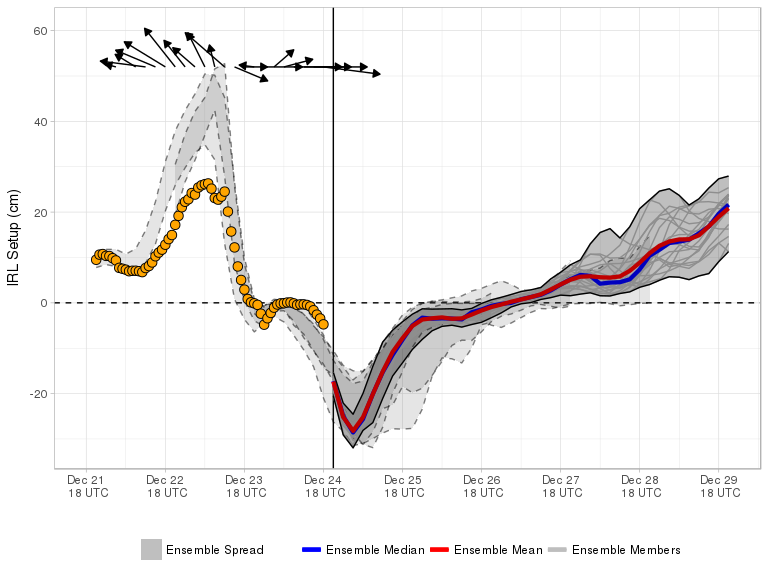 60
40
20
0
-20
IRL Setup (cm)
Dec 21 Dec 22 Dec 23 Dec 24 Dec 25 Dec 26 Dec 27 Dec 28 Dec 29
18 UTC 18 UTC 18 UTC 18 UTC 18 UTC 18 UTC 18 UTC 18 UTC 18 UTC
Ensemble Spread Ensemble Median Ensemble Mean Ensemble Members